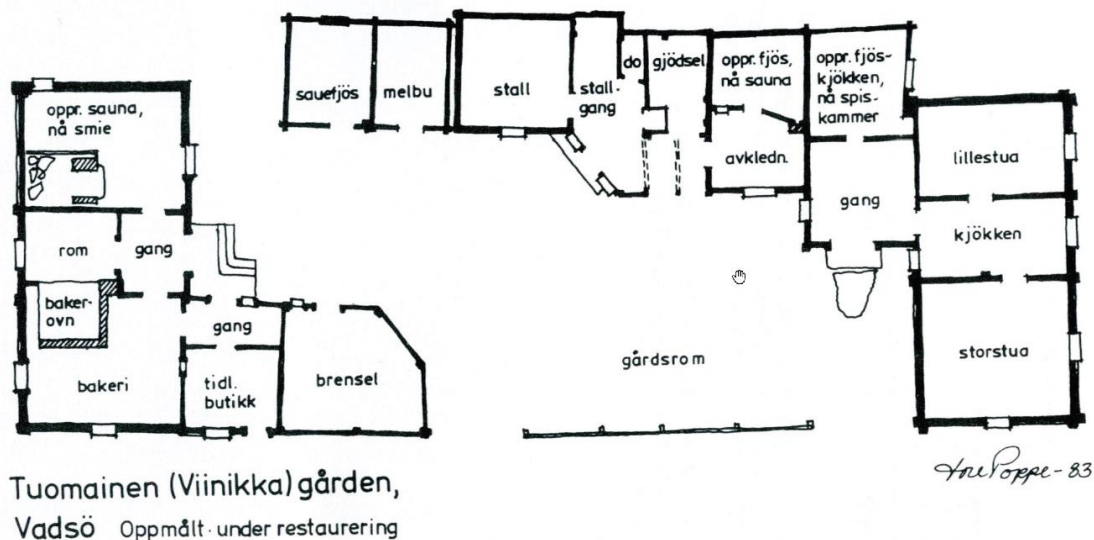 oppr. sauna,
nå smie
rom
gang
baker-
ovn
bakeri
gang
tidl.
butikk
brensel
sauefjös
melbu
stall
stall-
gang
do
gjödsel
oppr. fjös,
nå sauna
avkledn.
oppr. fjös-
kjökken,
nå spis-
kammer
gang
lillestua
kjökken
storstua
gårdsrom
Tuomainen (Viinikka) gården,
Vadsö Oppmålt · under restaurering
Poppe - 83